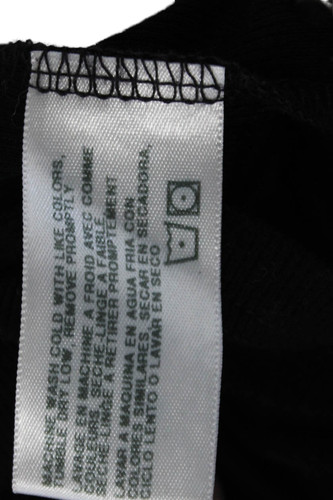 MACHINE WASH COLD WITH LIKE COLORS,
TUMBLE DRY LOW, REMOVE PROMPTLY
LAVAGE EN MACHINE A FROID AVEC COMME
COULEURS, SECHE-LINGE A FAIBLE,
SECHE-LINGE A RETIRER PROMPTEMENT
LAVAR A MAQUINA EN AGUA FRIA CON
COLORES SIMILARES, SECAR EN SECADORA,
CICLO LENTO O LAVAR EN SECO